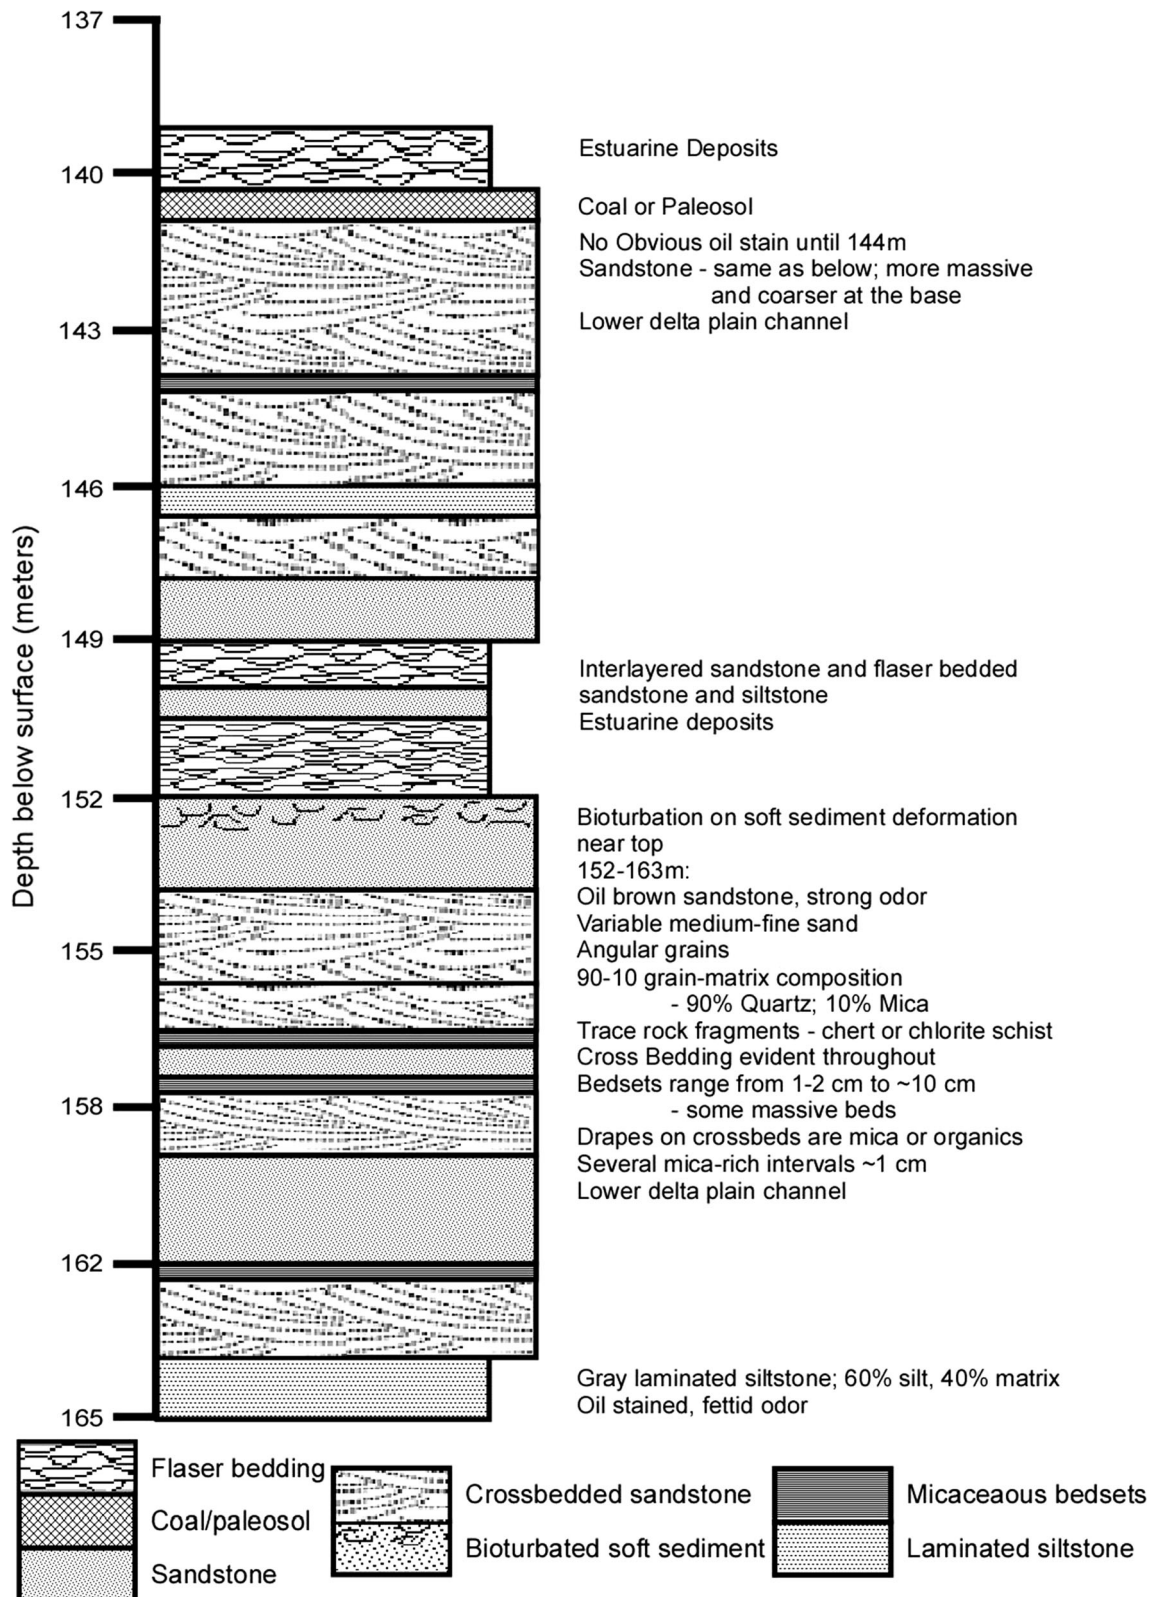 137
Estuarine Deposits
140
Coal or Paleosol
No Obvious oil stain until 144m
Sandstone - same as below; more massive
and coarser at the base
Lower delta plain channel
143
146
Depth below surface (meters)
149
Interlayered sandstone and flaser bedded
sandstone and siltstone
Estuarine deposits
152
Bioturbation on soft sediment deformation
near top
152-163m:
Oil brown sandstone, strong odor
Variable medium-fine sand
Angular grains
155
90-10 grain-matrix composition
- 90% Quartz; 10% Mica
Trace rock fragments - chert or chlorite schist
Cross Bedding evident throughout
Bedsets range from 1-2 cm to ~10 cm
158
- some massive beds
Drapes on crossbeds are mica or organics
Several mica-rich intervals ~1 cm
Lower delta plain channel
162
Gray laminated siltstone; 60% silt, 40% matrix
Oil stained, fettid odor
165
Flaser bedding
Coal/paleosol
Sandstone
Crossbedded sandstone
Bioturbated soft sediment
Micaceaous bedsets
Laminated siltstone